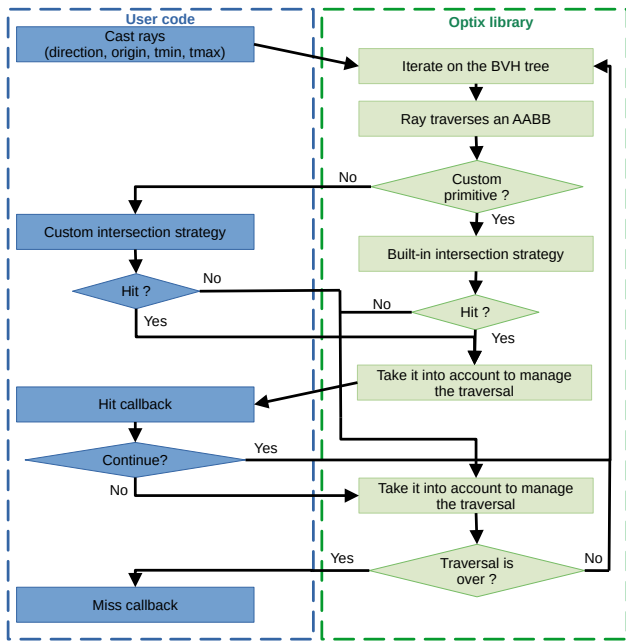 User code
Optix library
Cast rays
(direction, origin, tmin, tmax)
Iterate on the BVH tree
Ray traverses an AABB
No
Custom
primitive ?
Yes
Custom intersection strategy
Built-in intersection strategy
No
Hit ?
No
Hit ?
Yes
Yes
Take it into account to manage
the traversal
Hit callback
Yes
Continue?
No
Take it into account to manage
the traversal
Yes
Traversal is
over ?
No
Miss callback